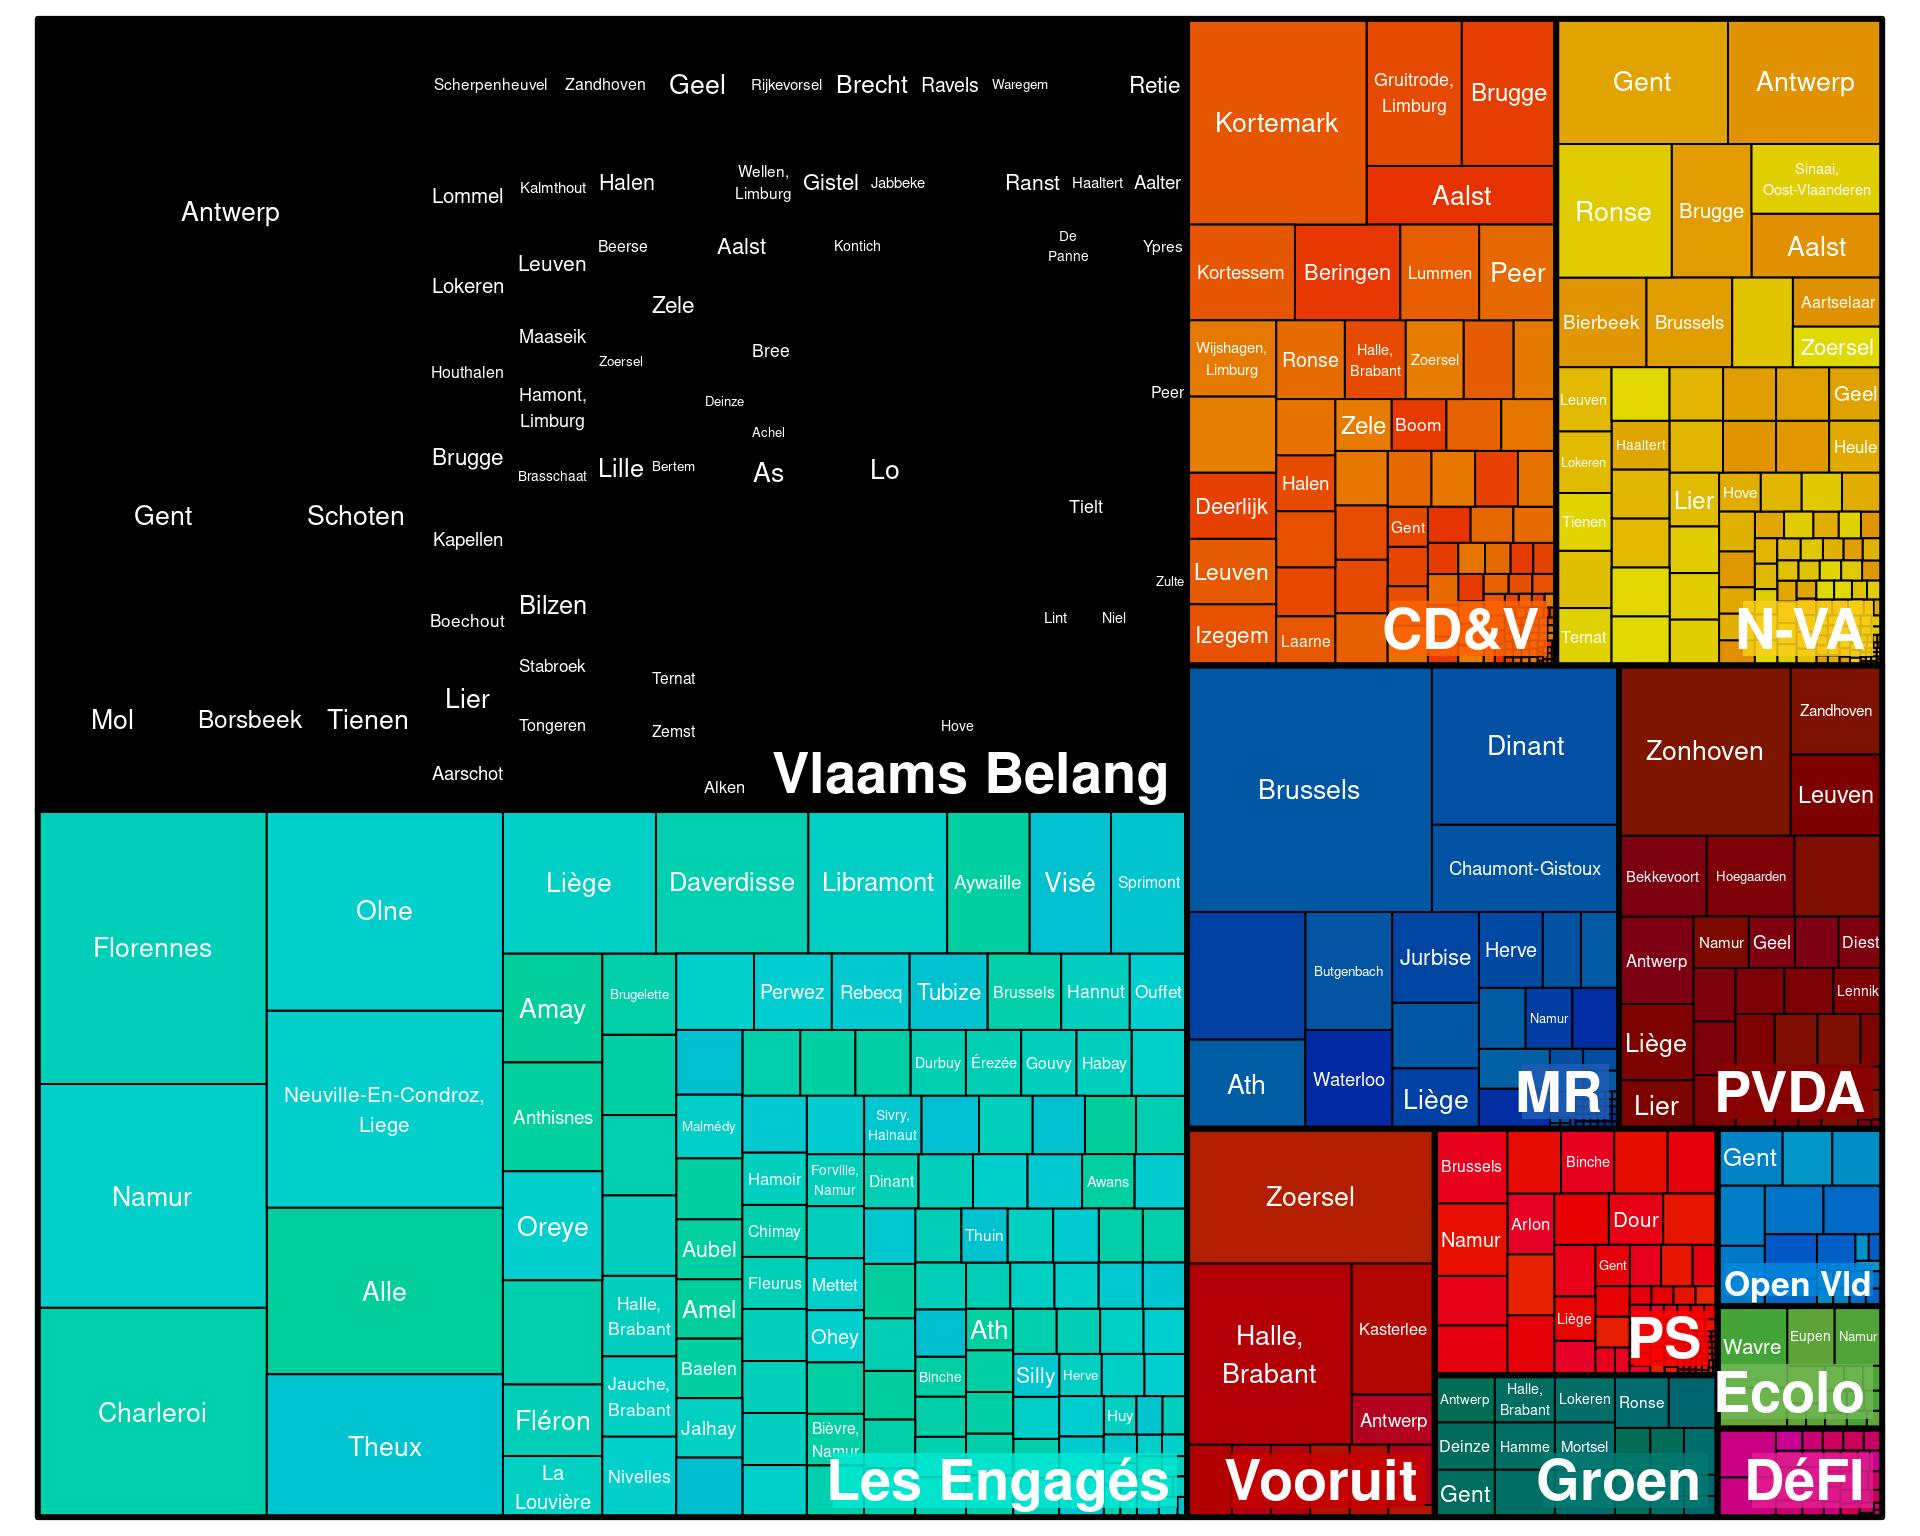 Scherpenheuvel
Zandhoven
Geel
Rijkevorsel
Brecht
Ravels
Waregem
Retie
Antwerp
Lommel
Kalmthout
Halen
Wellen,
Limburg
Gistel
Jabbeke
Ranst
Haaltert
Aalter
Leuven
Beerse
Aalst
Kontich
De
Panne
Ypres
Lokeren
Zele
Maaseik
Zoersel
Bree
Houthalen
Hamont,
Limburg
Deinze
Peer
Achel
Brugge
Brasschaat
Lille
Bertem
As
Lo
Gent
Schoten
Tielt
Kapellen
Zulte
Boechout
Bilzen
Lint
Niel
Stabroek
Ternat
Lier
Mol
Borsbeek
Tienen
Tongeren
Zemst
Hove
Aarschot
Alken
Vlaams Belang
Kortemark
Gruitrode,
Limburg
Brugge
Aalst
Kortessem
Beringen
Lummen
Peer
Wijshagen,
Limburg
Ronse
Halle,
Brabant
Zoersel
Zele
Boom
Deerlijk
Halen
Gent
Leuven
Izegem
Laarne
CD&V
Gent
Antwerp
Ronse
Brugge
Sinaai,
Oost-Vlaanderen
Aalst
Bierbeek
Brussels
Aartselaar
Zoersel
Leuven
Geel
Lokeren
Haaltert
Heule
Tienen
Lier
Hove
Ternat
N-VA
Florennes
Namur
Charleroi
Olne
Neuville-En-Condroz,
Liege
Alle
Theux
Liège
Daverdisse
Libramont
Aywaille
Visé
Sprimont
Amay
Brugelette
Perwez
Rebecq
Tubize
Brussels
Hannut
Ouffet
Anthisnes
Durbuy
Érezée
Gouvy
Habay
Malmédy
Sivry,
Hainaut
Oreye
Hamoir
Forville,
Namur
Dinant
Awans
Aubel
Chimay
Thuin
Halle,
Brabant
Amel
Fleurus
Mettet
Ohey
Ath
Jauche,
Brabant
Baelen
Binche
Silly
Herve
Fléron
Jalhay
Bièvre,
Namur
Huy
La
Louvière
Nivelles
Les Engagés
Brussels
Dinant
Chaumont-Gistoux
Butgenbach
Jurbise
Herve
Namur
Ath
Waterloo
Liège
MR
Zonhoven
Zandhoven
Leuven
Bekkevoort
Hoegaarden
Antwerp
Namur
Geel
Diest
Lennik
Liège
Lier
PVDA
Zoersel
Halle,
Brabant
Kasterlee
Antwerp
Vooruit
Brussels
Binche
Namur
Arlon
Dour
Gent
Liège
PS
Antwerp
Halle,
Brabant
Lokeren
Ronse
Deinze
Hamme
Mortsel
Gent
Groen
Gent
Open Vld
Wavre
Eupen
Namur
Ecolo
DéFI